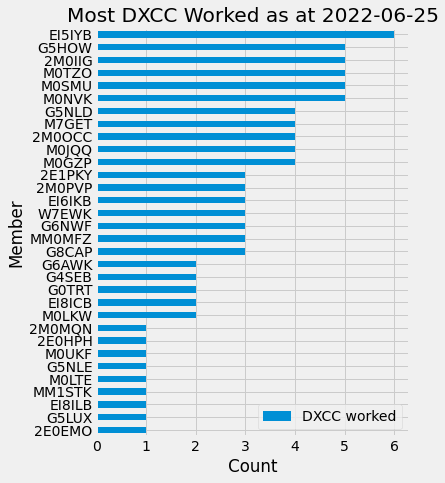 Most DXCC Worked as at 2022-06-25
Member
EI5IYB
G5HOW
2M0IIG
M0TZO
M0SMU
M0NVK
G5NLD
M7GET
2M0OCC
M0JQQ
M0GZP
2E1PKY
2M0PVP
EI6IKB
W7EWK
G6NWF
MM0MFZ
G8CAP
G6AWK
G4SEB
G0TRT
EI8ICB
M0LKW
2M0MQN
2E0HPH
M0UKF
G5NLE
M0LTE
MM1STK
EI8ILB
G5LUX
2E0EMO
DXCC worked
0 1 2 3 4 5 6
Count